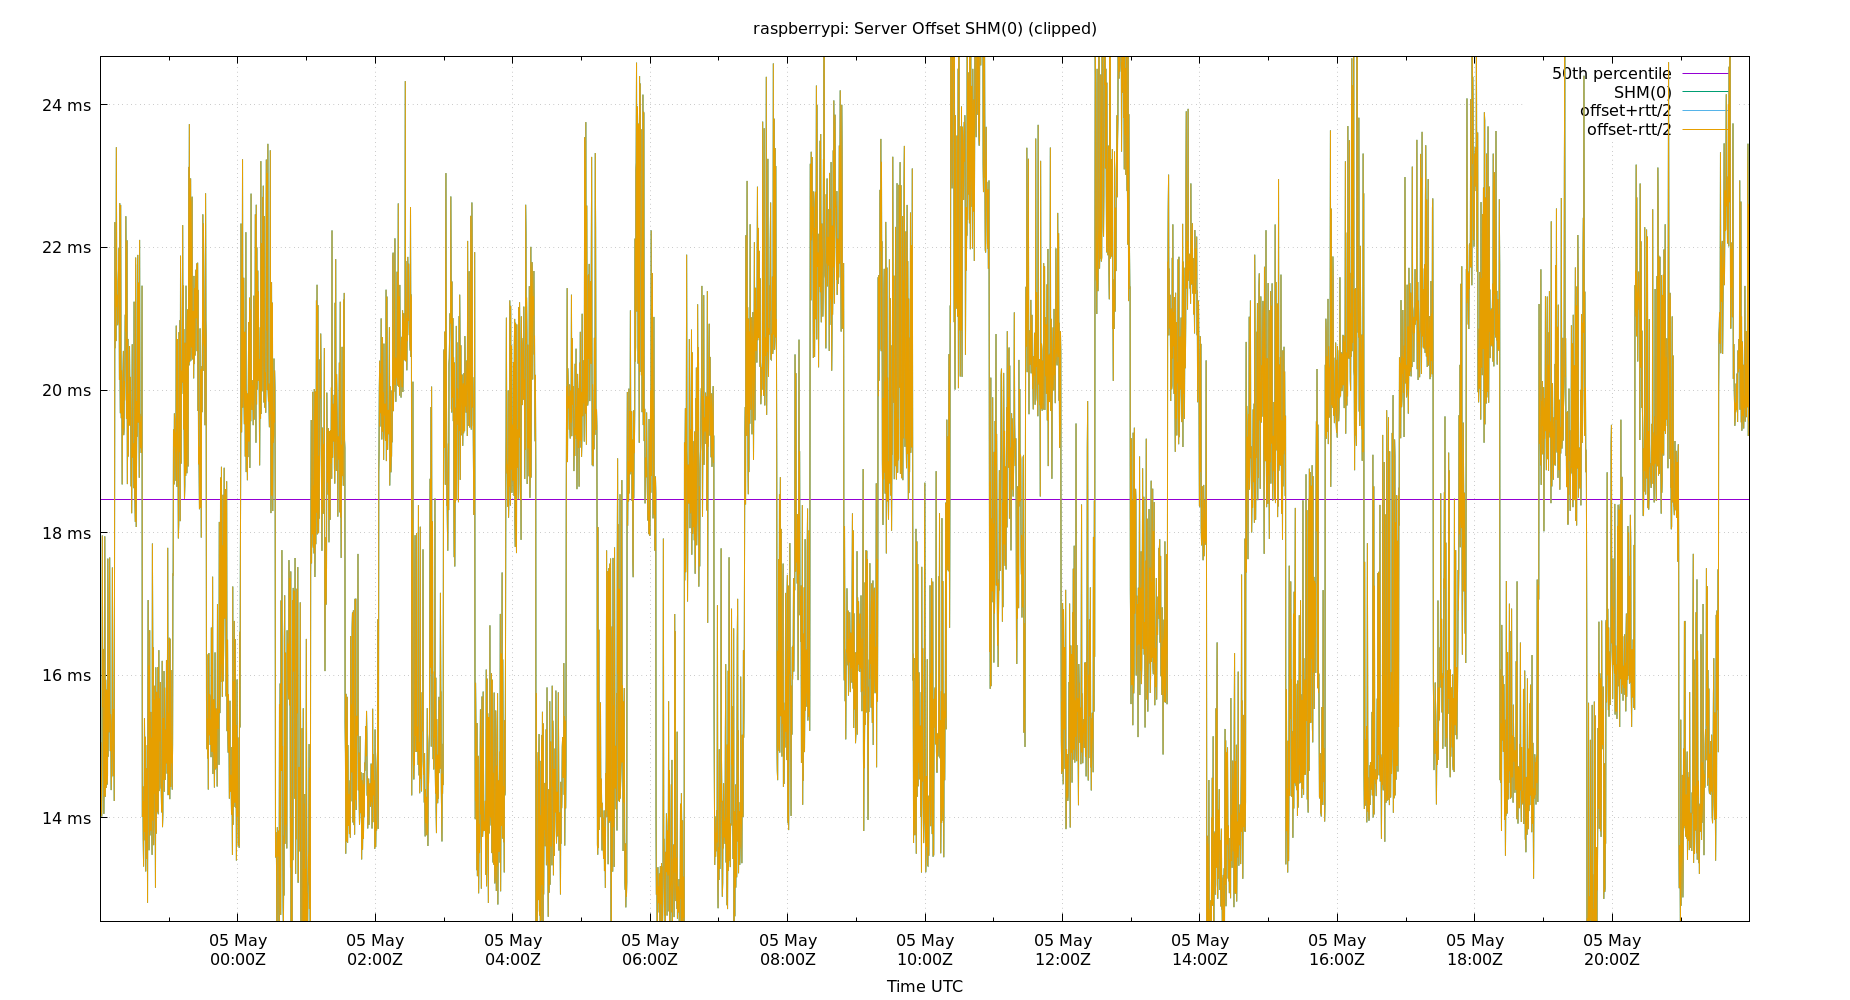 raspberrypi: Server Offset SHM(0) (clipped)
50th percentile
SHM(0)
offset+rtt/2
offset-rtt/2
24 ms
22 ms
20 ms
18 ms
16 ms
14 ms
05 May 05 May 05 May 05 May 05 May 05 May 05 May 05 May 05 May 05 May 05 May
00:00Z 02:00Z 04:00Z 06:00Z 08:00Z 10:00Z 12:00Z 14:00Z 16:00Z 18:00Z 20:00Z
Time UTC